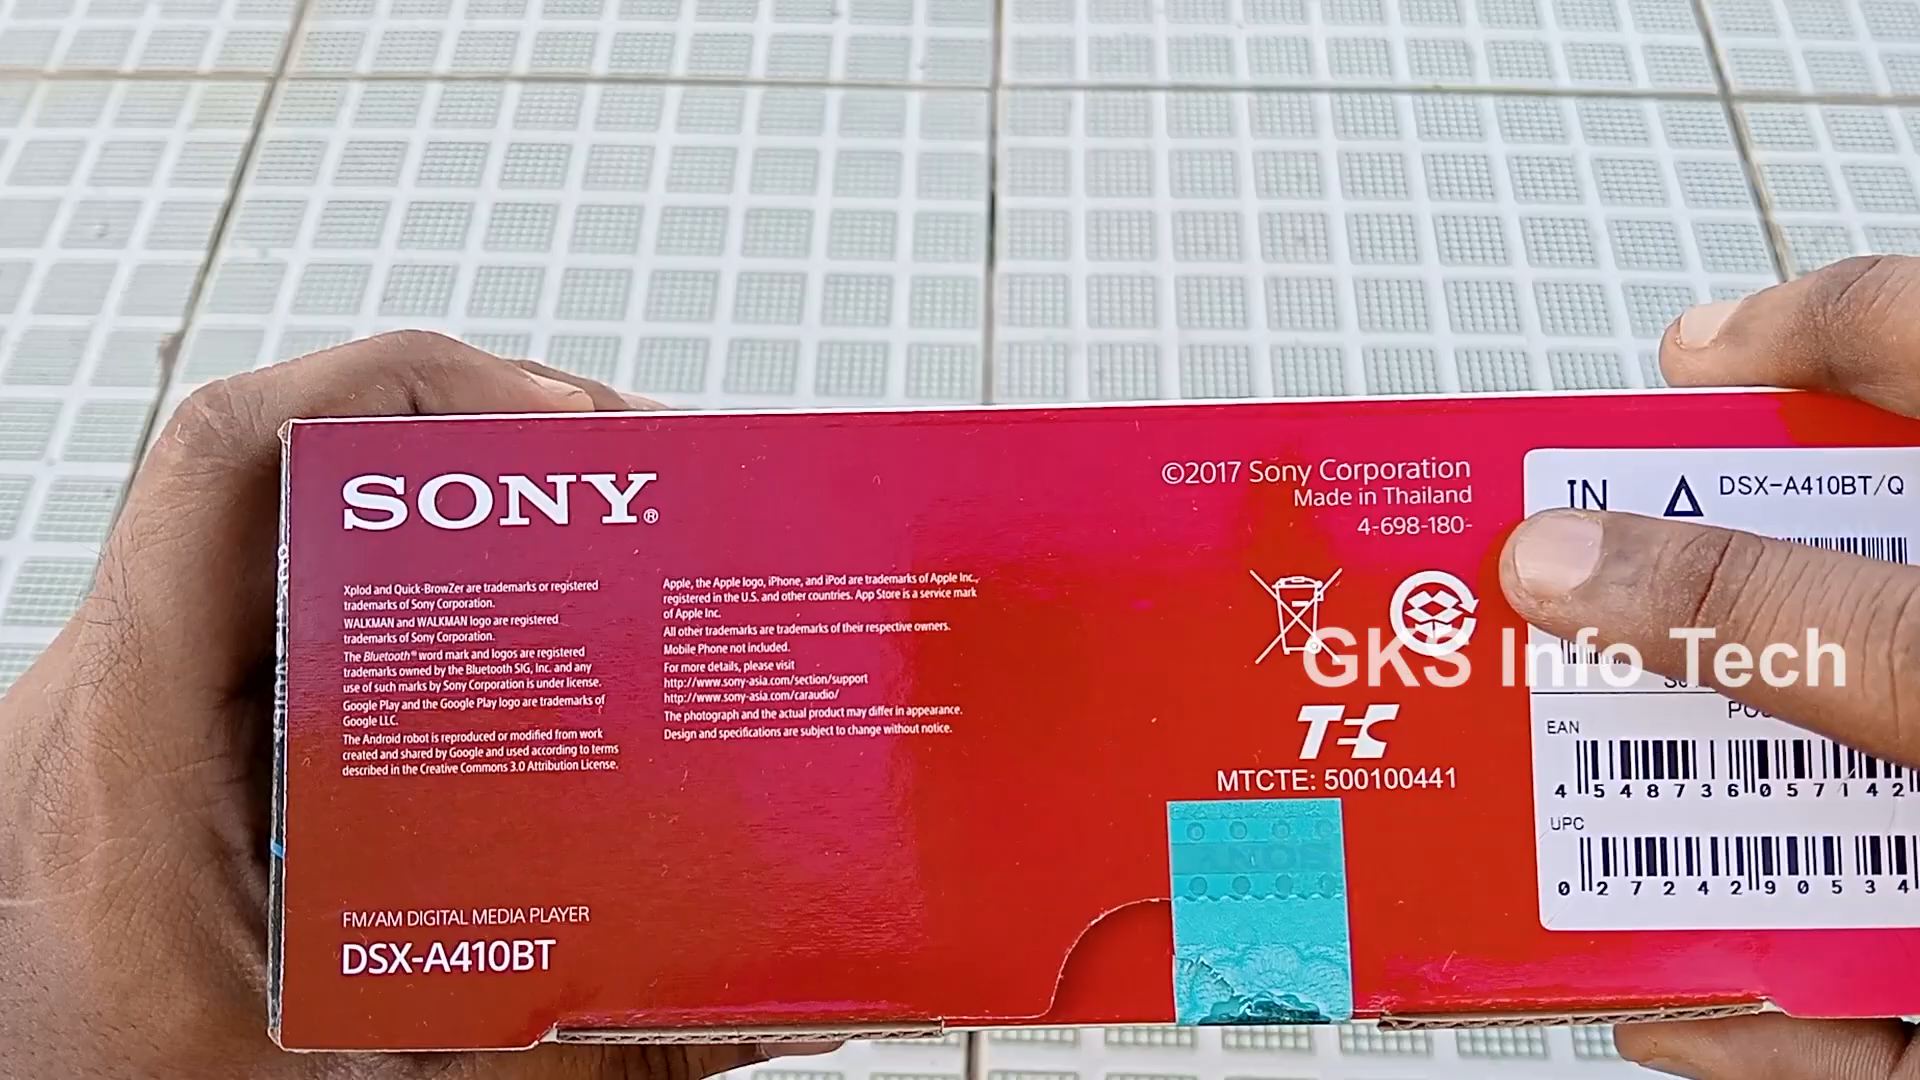 SONY®
Xplod and Quick-BrowZer are trademarks or registered
trademarks of Sony Corporation.
WALKMAN and WALKMAN logo are registered
trademarks of Sony Corporation.
The Bluetooth® word mark and logos are registered
trademarks owned by the Bluetooth SIG, Inc. and any
use of such marks by Sony Corporation is under license.
Google Play and the Google Play logo are trademarks of
Google LLC.
The Android robot is reproduced or modified from work
created and shared by Google and used according to terms
described in the Creative Commons 3.0 Attribution License.
Apple, the Apple logo, iPhone, and iPod are trademarks of Apple Inc.,
registered in the U.S. and other countries. App Store is a service mark
of Apple Inc.
All other trademarks are trademarks of their respective owners.
Mobile Phone not included.
For more details, please visit
http://www.sony-asia.com/section/support
http://www.sony-asia.com/caraudio/
The photograph and the actual product may differ in appearance.
Design and specifications are subject to change without notice.
FM/AM DIGITAL MEDIA PLAYER
DSX-A410BT
©2017 Sony Corporation
Made in Thailand
4-698-180-
TEC
MTCTE: 500100441
SONY
IN DSX-A410BT/Q
EAN
4 548736 057142
UPC
0 27242 90534
GKS Info Tech